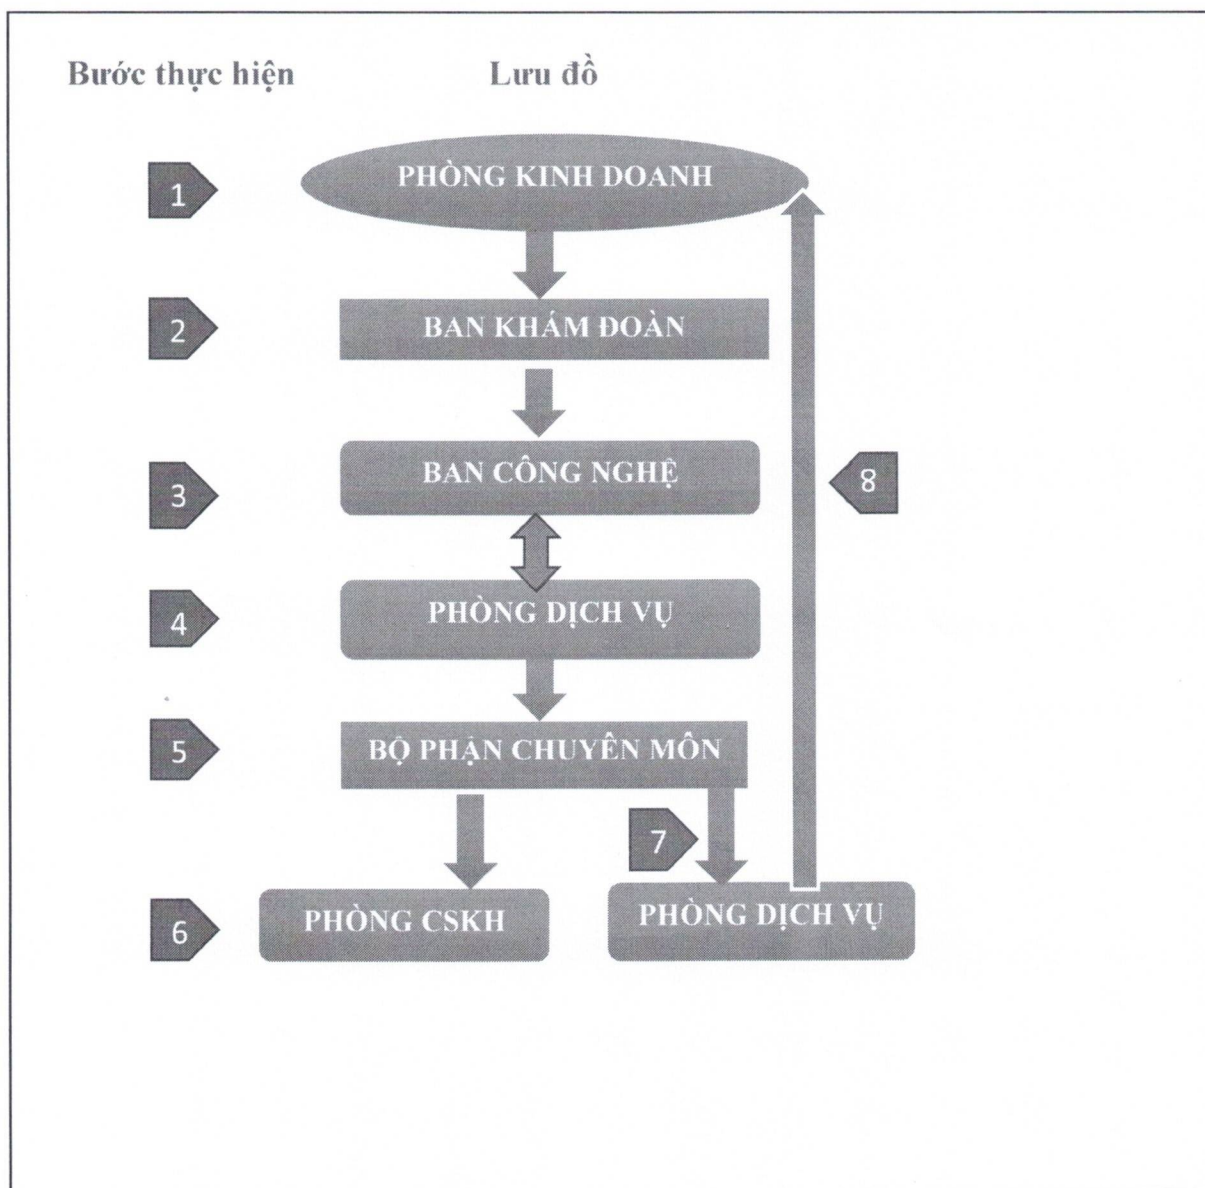 Bước thực hiện Lưu đồ
1 PHÒNG KINH DOANH
2 BAN KHÁM ĐOÀN
3 BAN CÔNG NGHỆ 8
4 PHÒNG DỊCH VỤ
5 BỘ PHẬN CHUYÊN MÔN
7
6 PHÒNG CSKH PHÒNG DỊCH VỤ